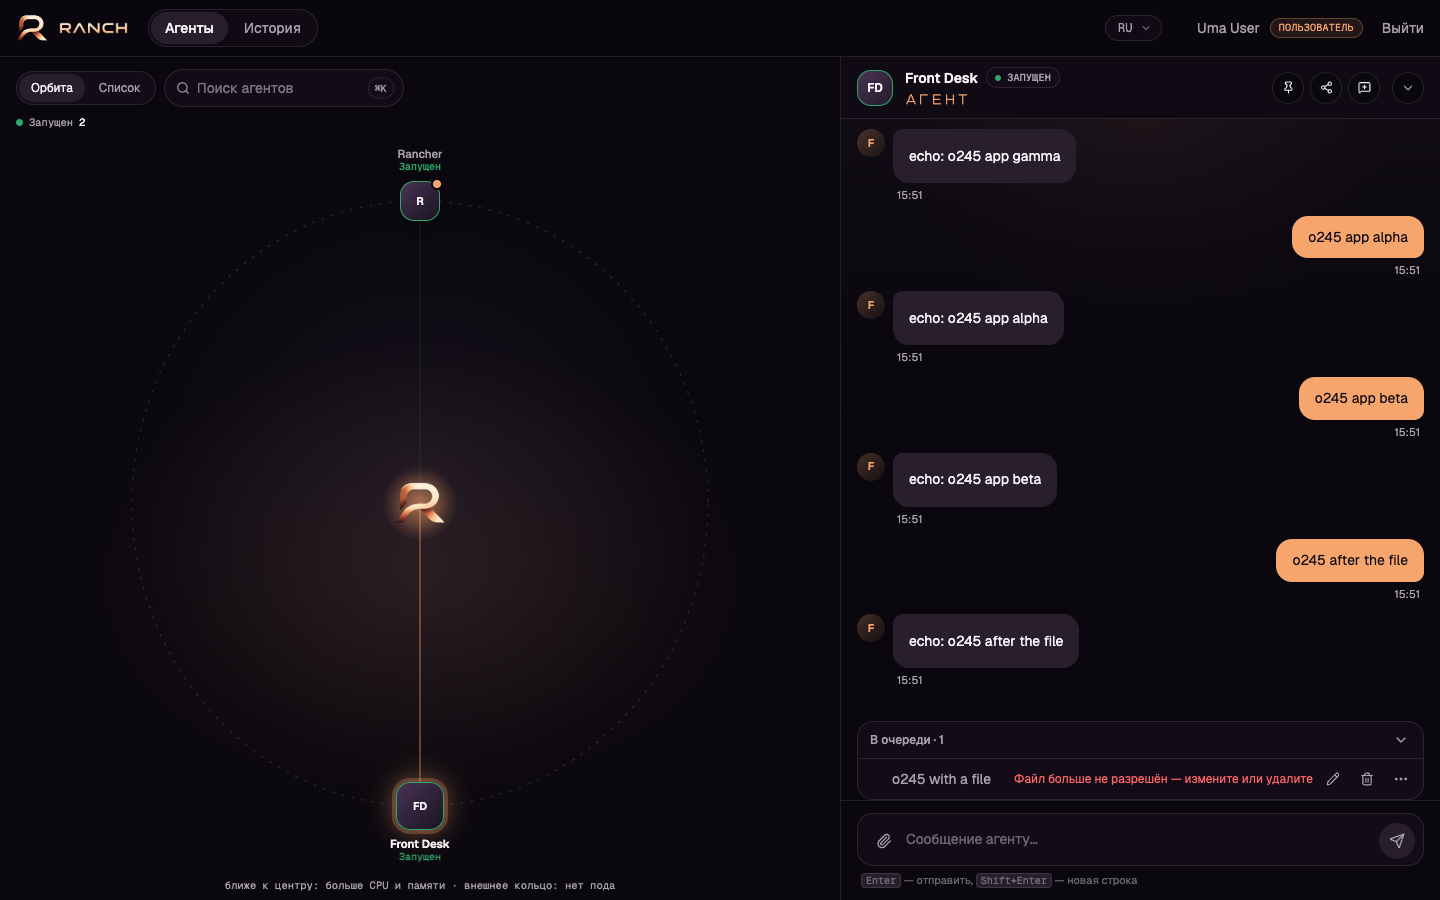 RANCH
Агенты
История
RU
Uma User
ПОЛЬЗОВАТЕЛЬ
Выйти
Орбита
Список
Поиск агентов
⌘K
Запущен 2
Rancher
Запущен
R
FD
Front Desk
Запущен
ближе к центру: больше CPU и памяти · внешнее кольцо: нет пода
FD
Front Desk
ЗАПУЩЕН
АГЕНТ
F
echo: o245 app gamma
15:51
o245 app alpha
15:51
F
echo: o245 app alpha
15:51
o245 app beta
15:51
F
echo: o245 app beta
15:51
o245 after the file
15:51
F
echo: o245 after the file
15:51
В очереди · 1
o245 with a file
Файл больше не разрешён — измените или удалите
Сообщение агенту…
Enter — отправить, Shift+Enter — новая строка